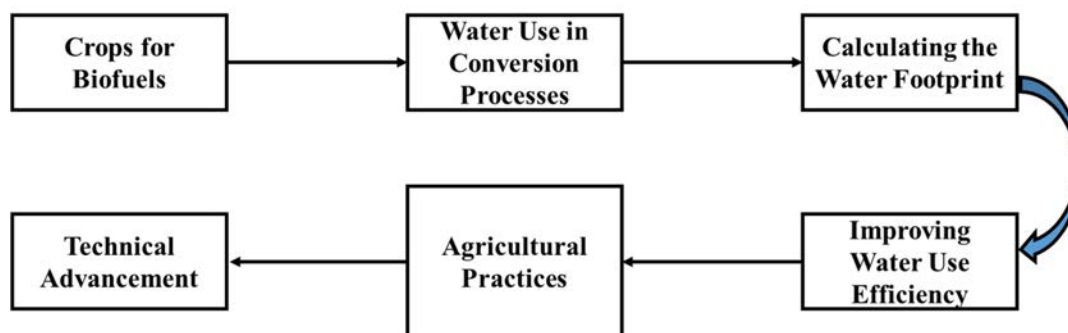 Crops for
Biofuels
Water Use in
Conversion
Processes
Calculating the
Water Footprint
Improving
Water Use
Efficiency
Agricultural
Practices
Technical
Advancement